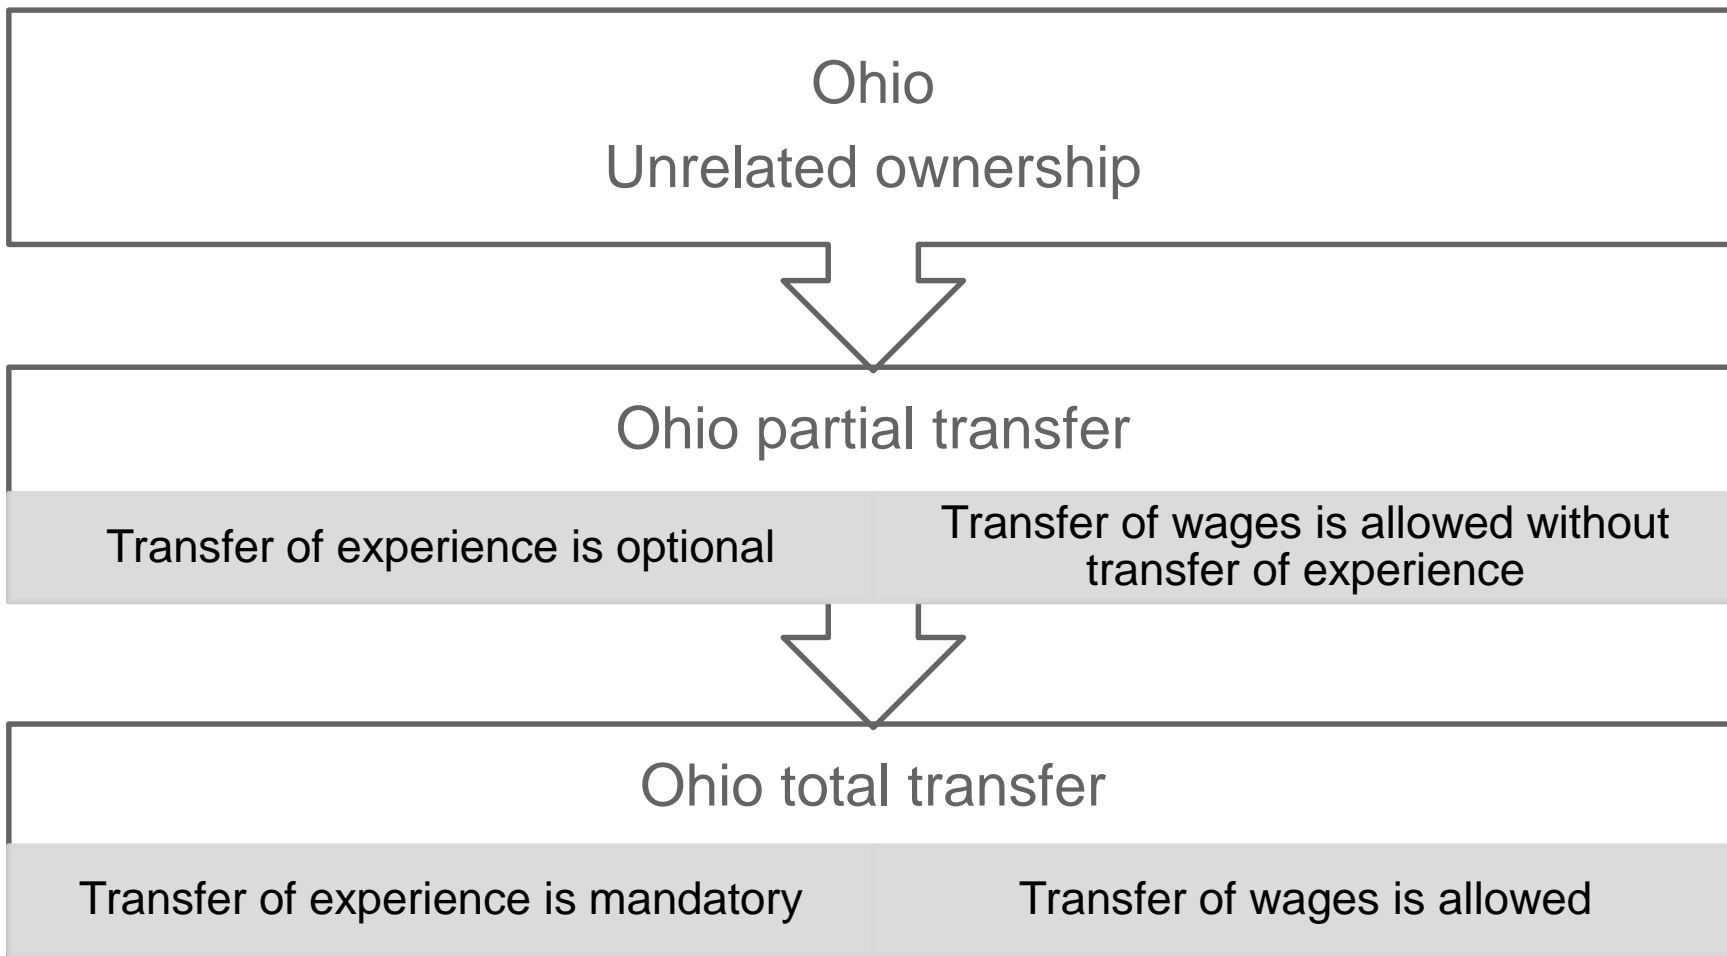 Ohio
Unrelated ownership
Ohio partial transfer
Transfer of experience is optional
Transfer of wages is allowed without
transfer of experience
Ohio total transfer
Transfer of experience is mandatory
Transfer of wages is allowed